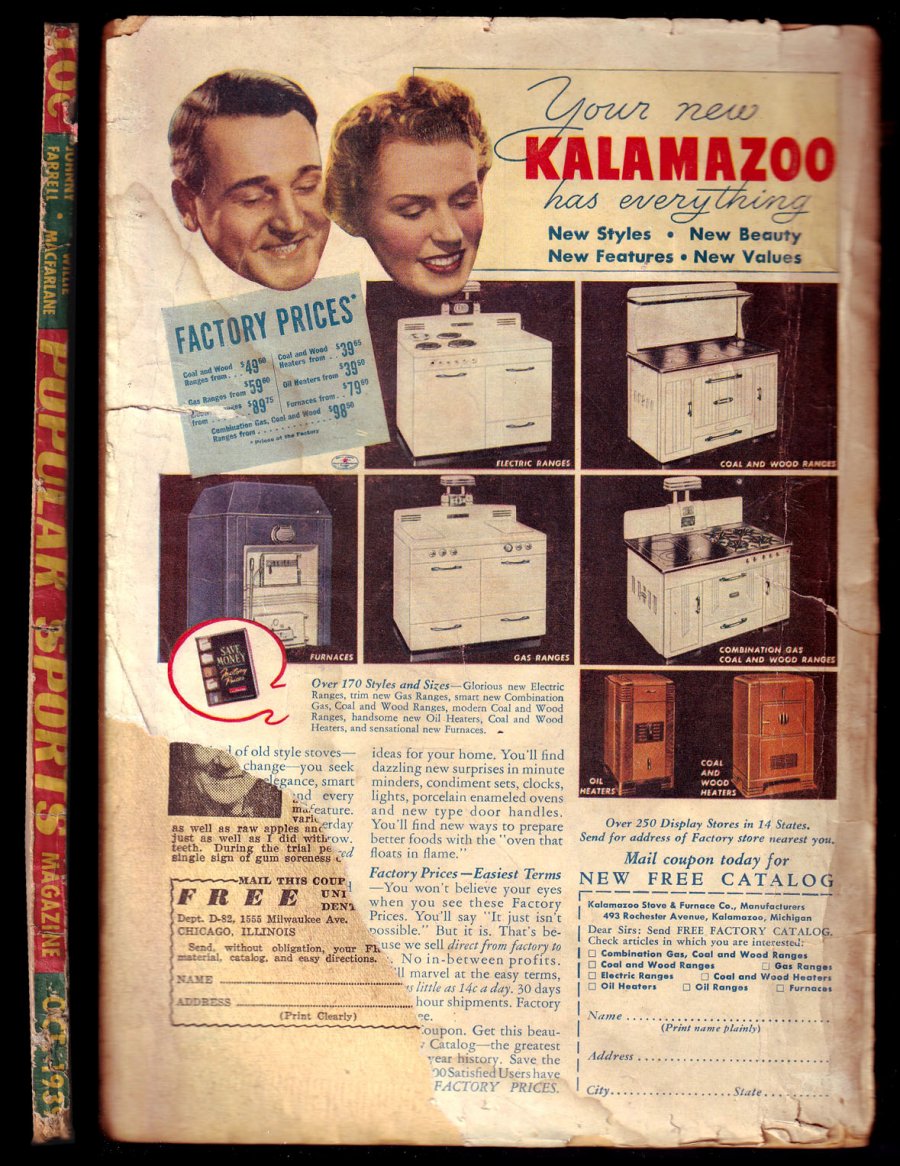 10¢
JOHNNY FARRELL • WILLIE MACFARLANE
POPULAR SPORTS MAGAZINE
OCT. 193
Your new
KALAMAZOO
has everything
New Styles • New Beauty
New Features • New Values
FACTORY PRICES*
Coal and Wood Ranges from . . $49⁵⁰
Gas Ranges from $59⁶⁰
from $89⁷⁵
Coal and Wood Heaters from . . $39⁶⁵
Oil Heaters from $39⁵⁰
Furnaces from . . $79⁶⁰
Combination Gas, Coal and Wood
Ranges from . . . . . . . . . . . . $98⁵⁰
* Prices at the Factory
ELECTRIC RANGES
COAL AND WOOD RANGES
FURNACES
GAS RANGES
COMBINATION GAS
COAL AND WOOD RANGES
SAVE
MONEY
Factory
Prices
OIL
HEATERS
COAL
AND
WOOD
HEATERS
Over 170 Styles and Sizes—Glorious new Electric
Ranges, trim new Gas Ranges, smart new Combination
Gas, Coal and Wood Ranges, modern Coal and Wood
Ranges, handsome new Oil Heaters, Coal and Wood
Heaters, and sensational new Furnaces.
of old style stoves—
change—you seek
elegance, smart
and every
feature.
as well as raw apples and
just as well as I did with
teeth. During the trial
single sign of gum soreness
MAIL THIS COUP
FREE
UNI
DENT
Dept. D-82, 1555 Milwaukee Ave.
CHICAGO, ILLINOIS
Send, without obligation, your
material, catalog, and easy directions.
NAME
ADDRESS
(Print Clearly)
ideas for your home. You'll find
dazzling new surprises in minute
minders, condiment sets, clocks,
lights, porcelain enameled ovens
and new type door handles.
You'll find new ways to prepare
better foods with the "oven that
floats in flame."
Factory Prices—Easiest Terms
—You won't believe your eyes
when you see these Factory
Prices. You'll say "It just isn't
possible." But it is. That's be-
use we sell direct from factory to
No in-between profits.
'll marvel at the easy terms,
as little as 14c a day. 30 days
hour shipments. Factory
ee.
oupon. Get this beau-
Catalog—the greatest
year history. Save the
00 Satisfied Users have
FACTORY PRICES.
Over 250 Display Stores in 14 States.
Send for address of Factory store nearest you.
Mail coupon today for
NEW FREE CATALOG
Kalamazoo Stove & Furnace Co., Manufacturers
493 Rochester Avenue, Kalamazoo, Michigan
Dear Sirs: Send FREE FACTORY CATALOG.
Check articles in which you are interested:
☐ Combination Gas, Coal and Wood Ranges
☐ Coal and Wood Ranges ☐ Gas Ranges
☐ Electric Ranges ☐ Coal and Wood Heaters
☐ Oil Heaters ☐ Oil Ranges ☐ Furnaces
Name
(Print name plainly)
Address
City State